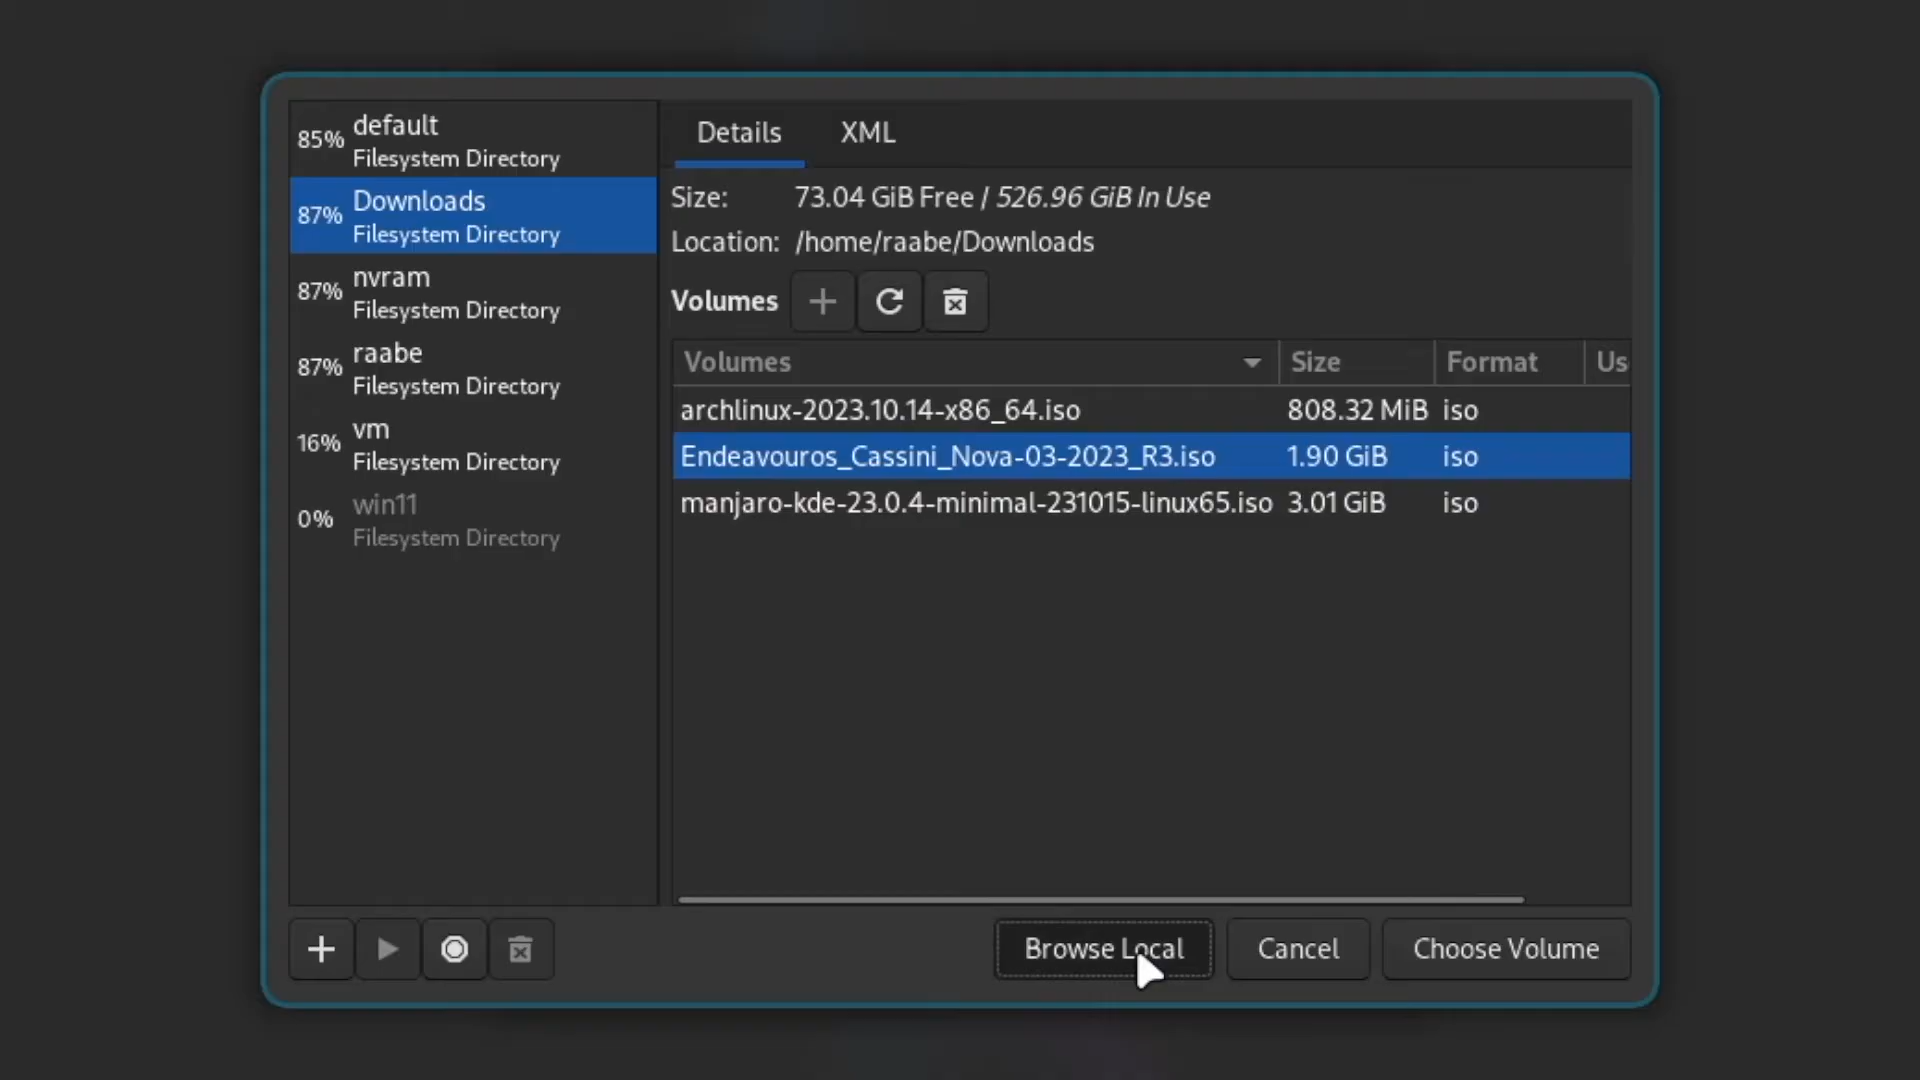 85% default
Filesystem Directory
87% Downloads
Filesystem Directory
87% nvram
Filesystem Directory
87% raabe
Filesystem Directory
16% vm
Filesystem Directory
0% win11
Filesystem Directory
Details XML
Size: 73.04 GiB Free / 526.96 GiB In Use
Location: /home/raabe/Downloads
Volumes
Volumes Size Format Us
archlinux-2023.10.14-x86_64.iso 808.32 MiB iso
Endeavouros_Cassini_Nova-03-2023_R3.iso 1.90 GiB iso
manjaro-kde-23.0.4-minimal-231015-linux65.iso 3.01 GiB iso
Browse Local Cancel Choose Volume